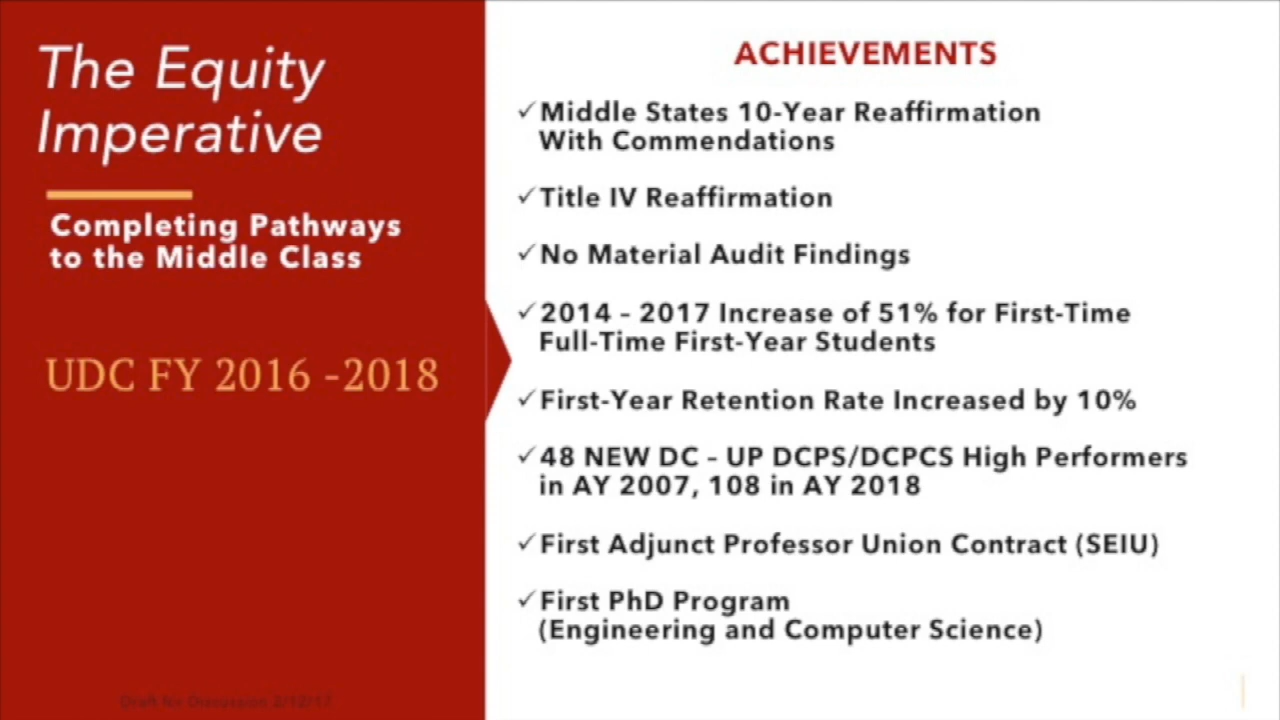 The Equity
Imperative
Completing Pathways
to the Middle Class
UDC FY 2016 -2018
ACHIEVEMENTS
✓Middle States 10-Year Reaffirmation
With Commendations
✓Title IV Reaffirmation
✓No Material Audit Findings
✓2014 – 2017 Increase of 51% for First-Time
Full-Time First-Year Students
✓First-Year Retention Rate Increased by 10%
✓48 NEW DC – UP DCPS/DCPCS High Performers
in AY 2007, 108 in AY 2018
✓First Adjunct Professor Union Contract (SEIU)
✓First PhD Program
(Engineering and Computer Science)
Draft for Discussion